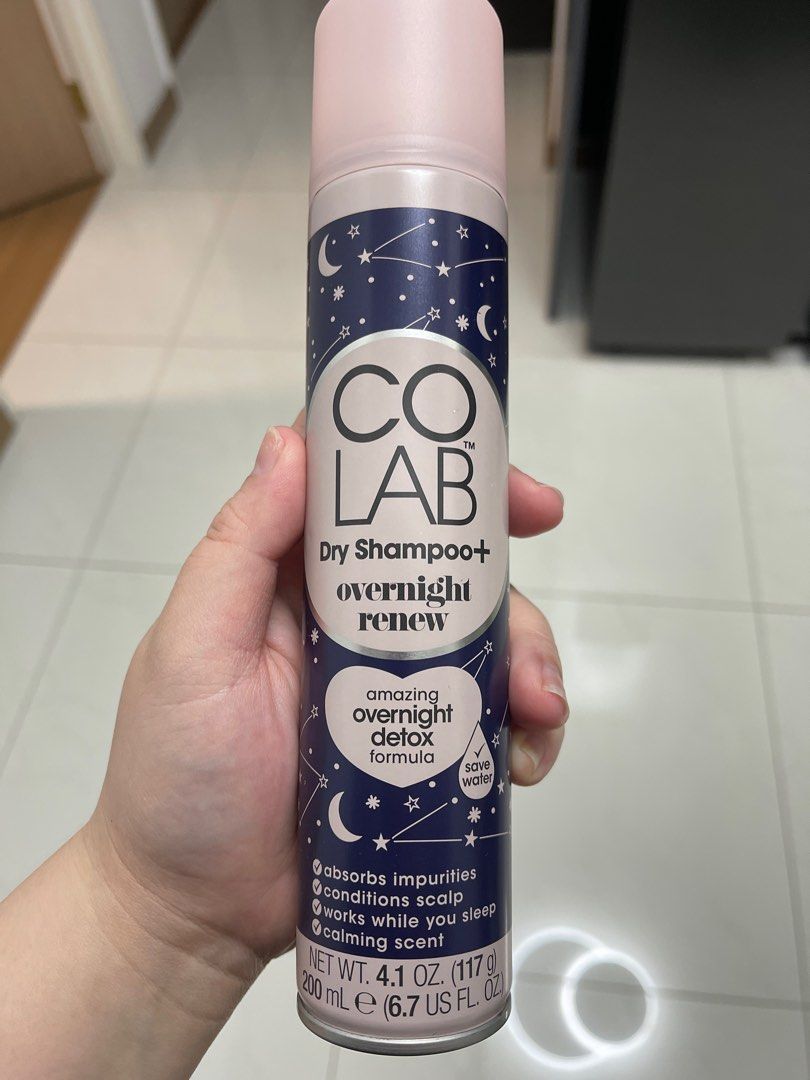 CO
LAB™
Dry Shampoo+
overnight
renew
amazing
overnight
detox
formula
save
water
absorbs impurities
conditions scalp
works while you sleep
calming scent
NET WT. 4.1 OZ. (117 g)
200 mL ℮ (6.7 US FL. OZ.)